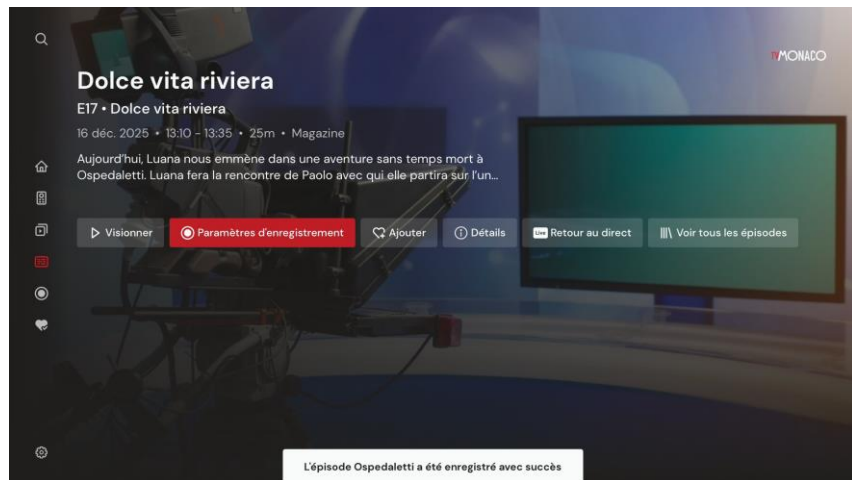 TVMONACO
Dolce vita riviera
E17 • Dolce vita riviera
16 déc. 2025 • 13:10 - 13:35 • 25m • Magazine
Aujourd'hui, Luana nous emmène dans une aventure sans temps mort à
Ospedaletti. Luana fera la rencontre de Paolo avec qui elle partira sur l'un...
Visionner Paramètres d'enregistrement Ajouter Détails Live Retour au direct Voir tous les épisodes
L'épisode Ospedaletti a été enregistré avec succès